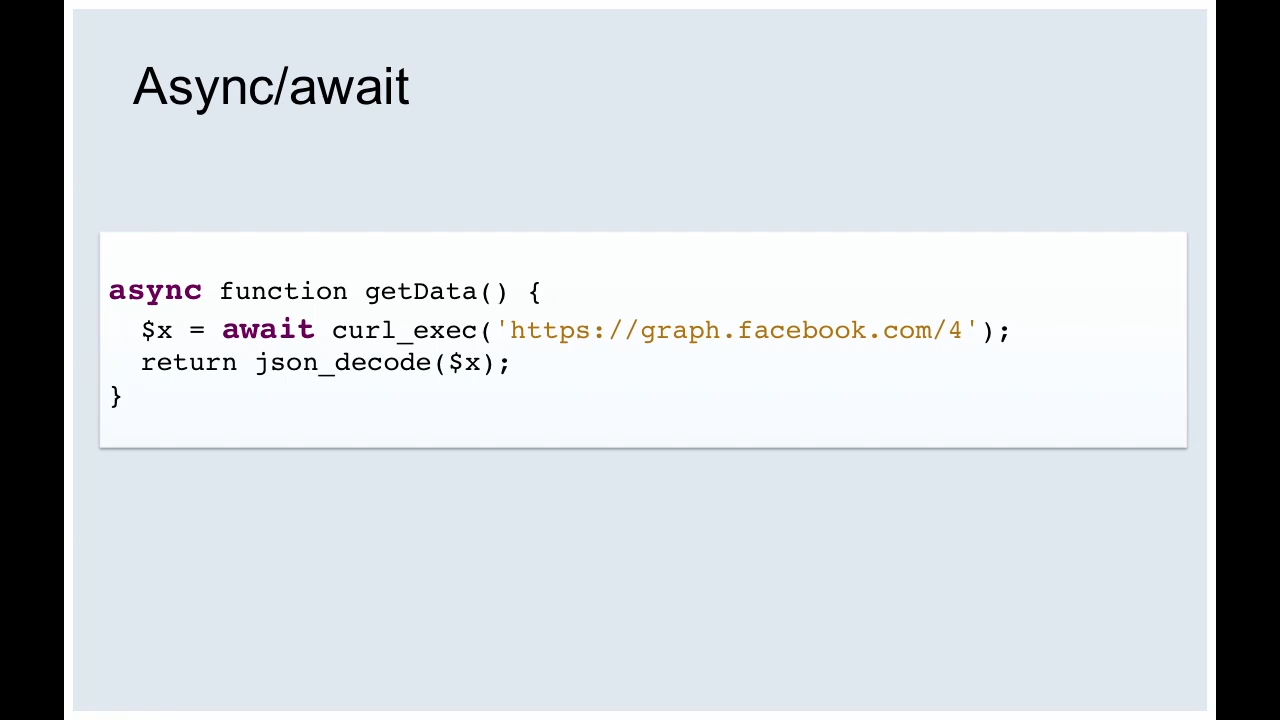 Async/await
async function getData() {
  $x = await curl_exec('https://graph.facebook.com/4');
  return json_decode($x);
}